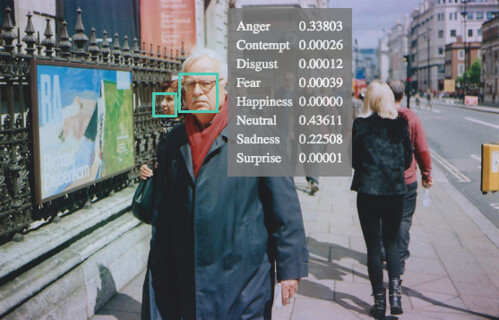 Anger 0.33803
Contempt 0.00026
Disgust 0.00012
Fear 0.00039
Happiness 0.00000
Neutral 0.43611
Sadness 0.22508
Surprise 0.00001